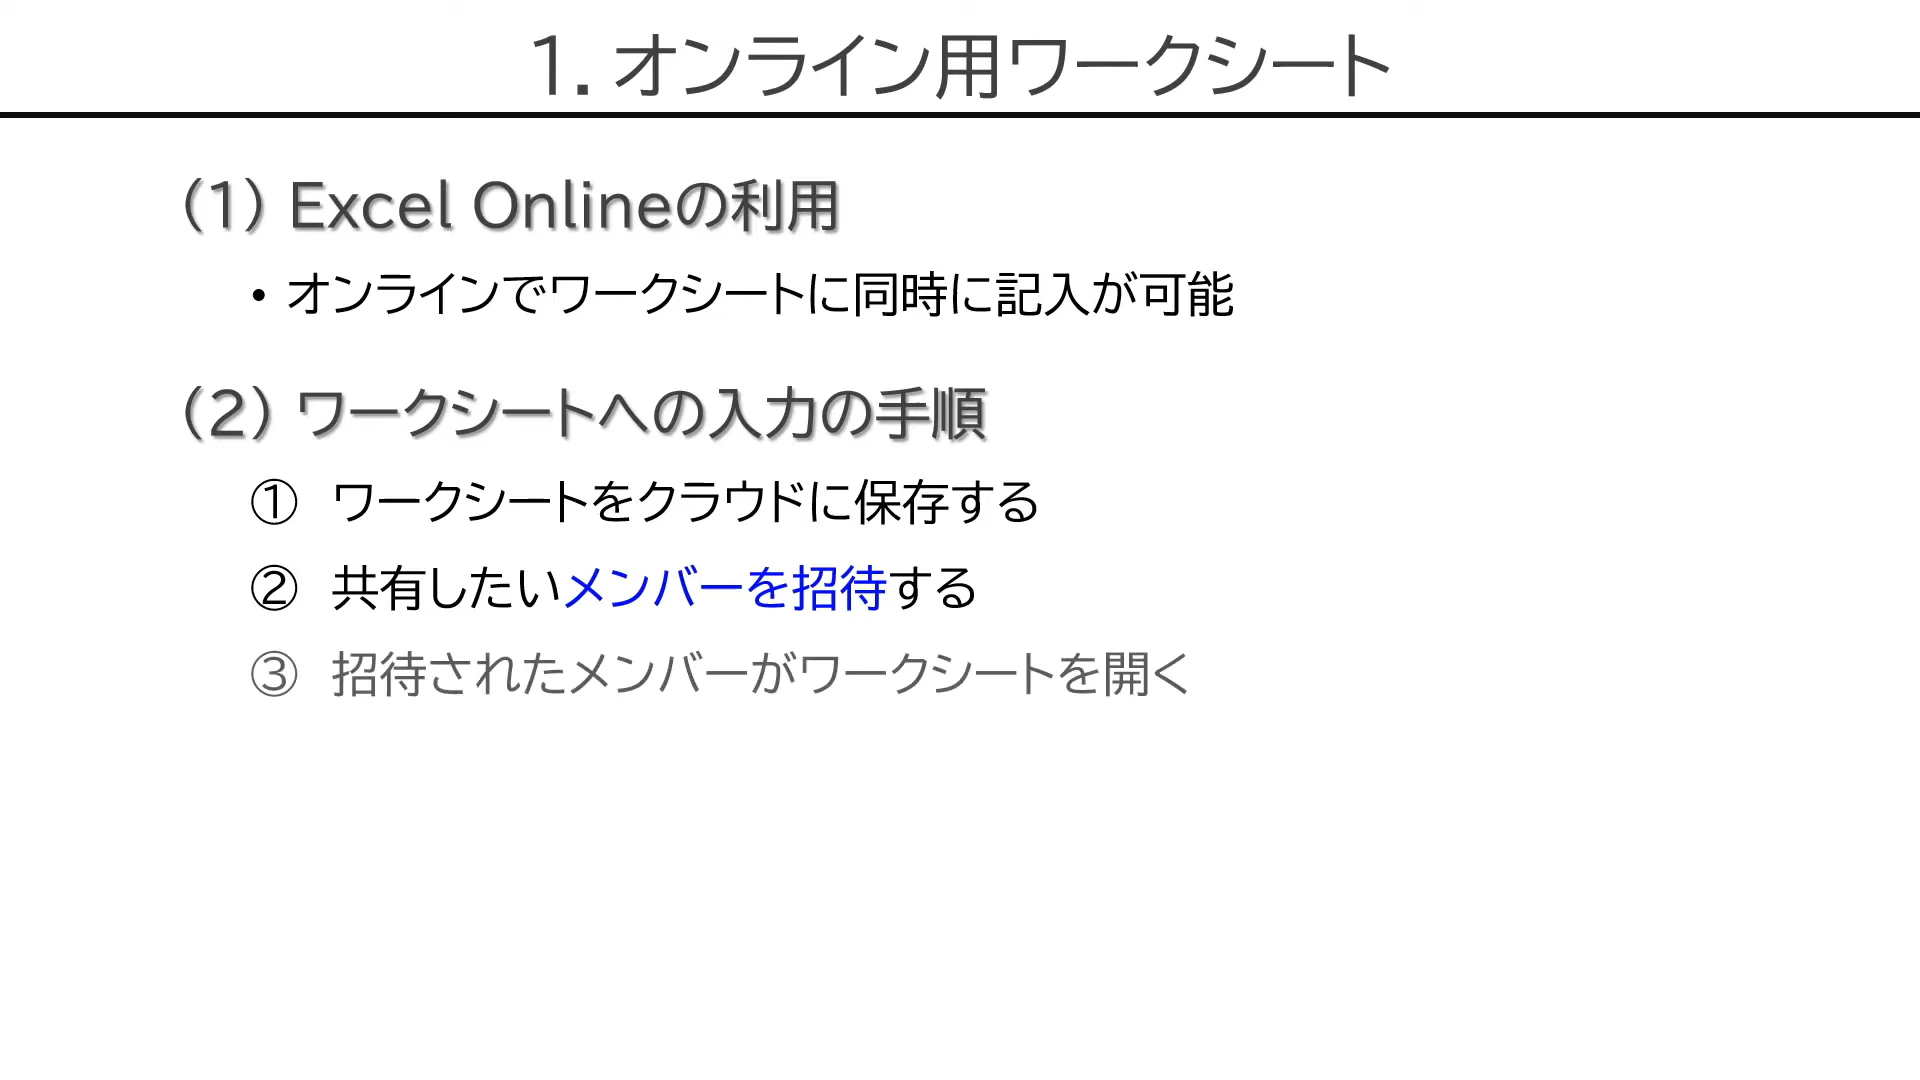 1. オンライン用ワークシート
(1) Excel Onlineの利用
• オンラインでワークシートに同時に記入が可能
(2) ワークシートへの入力の手順
① ワークシートをクラウドに保存する
② 共有したいメンバーを招待する
③ 招待されたメンバーがワークシートを開く